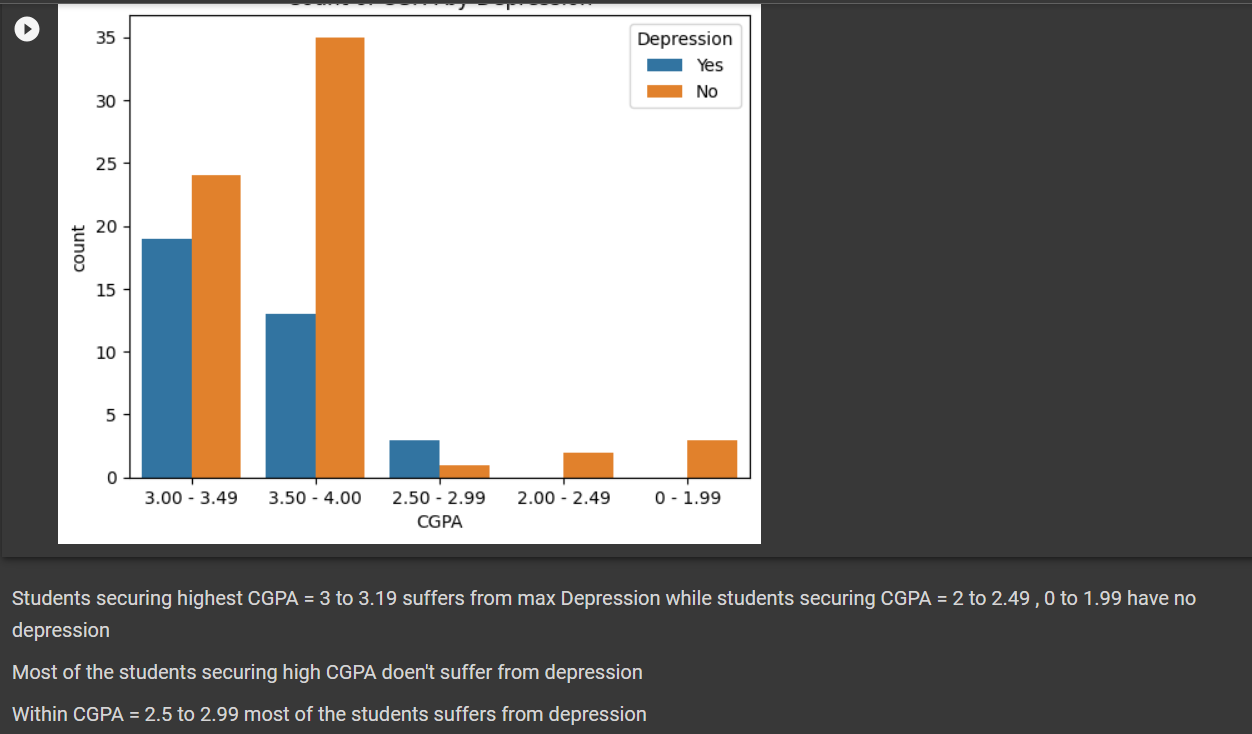 35
Depression
Yes
30
No
25
20
count
15
10
5
0
3.00 - 3.49 3.50 - 4.00 2.50 - 2.99 2.00 - 2.49 0 - 1.99
CGPA
Students securing highest CGPA = 3 to 3.19 suffers from max Depression while students securing CGPA = 2 to 2.49 , 0 to 1.99 have no
depression
Most of the students securing high CGPA doen't suffer from depression
Within CGPA = 2.5 to 2.99 most of the students suffers from depression